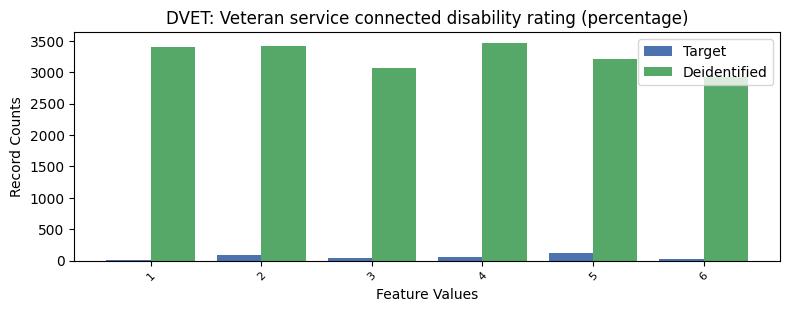 DVET: Veteran service connected disability rating (percentage)
Target
Deidentified
Record Counts
3500
3000
2500
2000
1500
1000
500
0
1 2 3 4 5 6
Feature Values